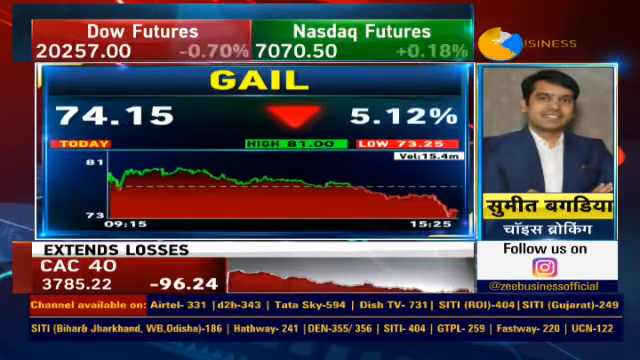 Dow Futures
20257.00 -0.70%
Nasdaq Futures
7070.50 +0.18%
BUSINESS
GAIL
74.15 5.12%
TODAY HIGH 81.00 LOW 73.25
Vol:15.4m
81
73
09:15 15:25
सुमीत बगडिया
चॉइस ब्रोकिंग
EXTENDS LOSSES
CAC 40
3785.22 -96.24
Follow us on
@zeebusinessofficial
Channel available on: Airtel- 331 | d2h-343 | Tata Sky-594 | Dish TV- 731| SITI (ROI)-404|SITI (Gujarat)-249
SITI (Bihar& Jharkhand, WB,Odisha)-186 | Hathway- 241 |DEN-355/ 356 | SITI- 404 | GTPL- 259 | Fastway- 220 | UCN-122